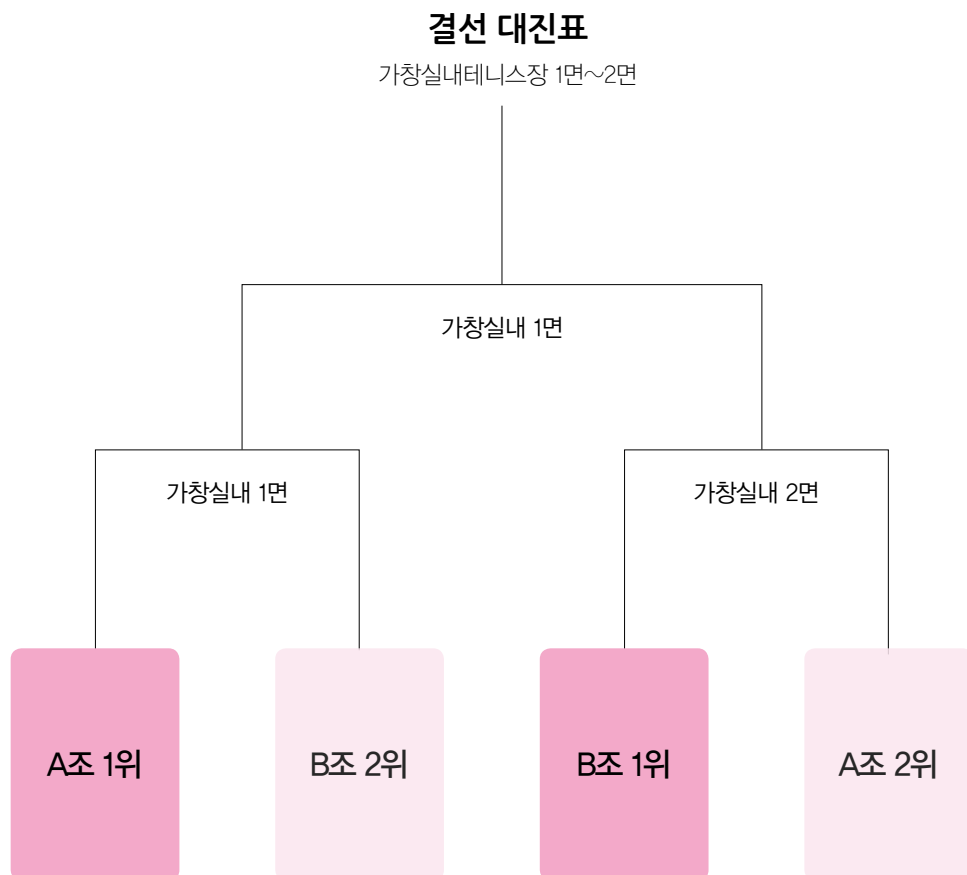 결선 대진표
가창실내테니스장 1면~2면
가창실내 1면
가창실내 1면
가창실내 2면
A조 1위
B조 2위
B조 1위
A조 2위